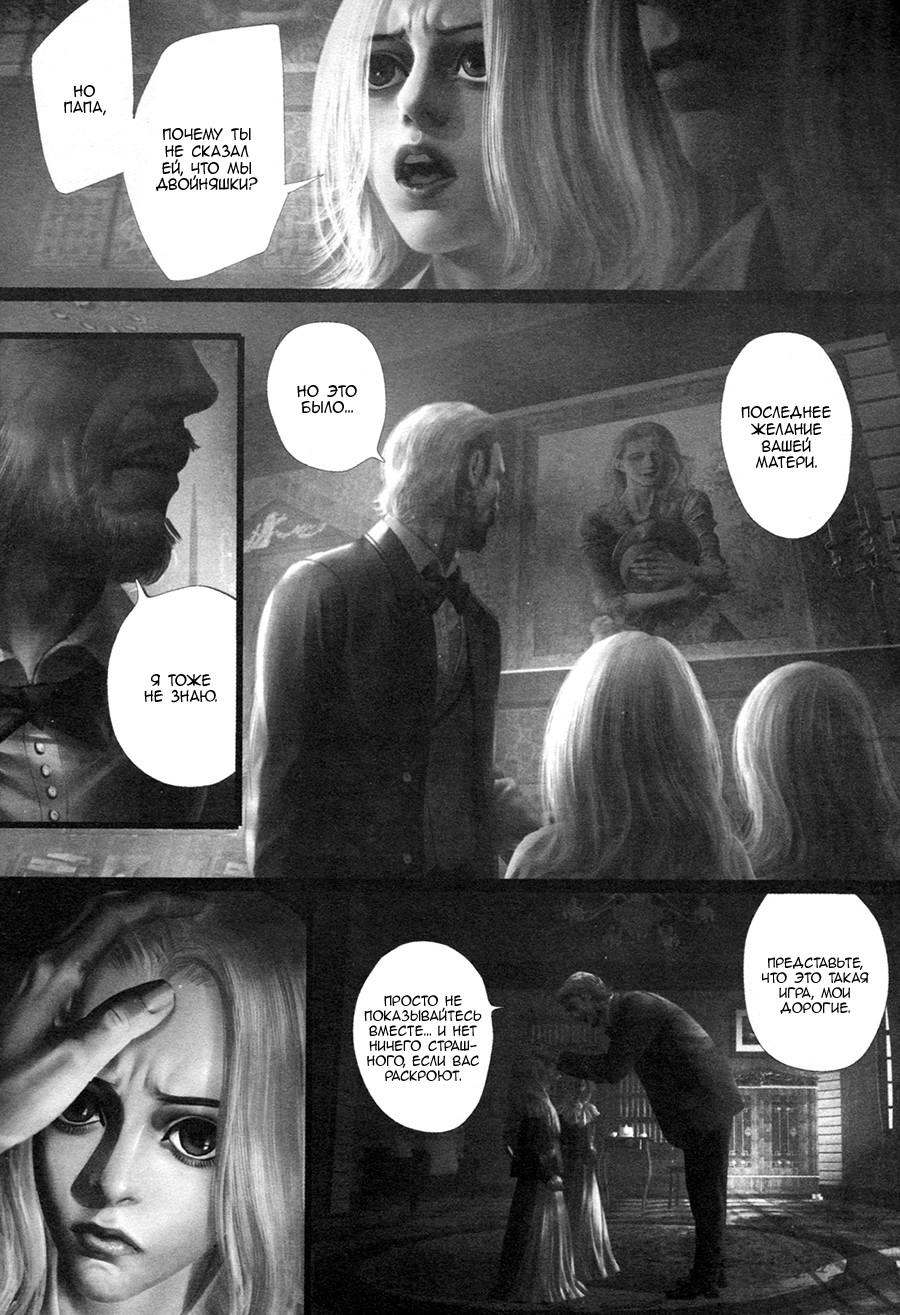 НО
ПАПА,
ПОЧЕМУ ТЫ
НЕ СКАЗАЛ
ЕЙ, ЧТО МЫ
ДВОЙНЯШКИ?
Я ТОЖЕ
НЕ ЗНАЮ.
НО ЭТО
БЫЛО...
ПОСЛЕДНЕЕ
ЖЕЛАНИЕ
ВАШЕЙ
МАТЕРИ.
ПРОСТО НЕ
ПОКАЗЫВАЙТЕСЬ
ВМЕСТЕ... И НЕТ
НИЧЕГО СТРАШ-
НОГО, ЕСЛИ ВАС
РАСКРОЮТ.
ПРЕДСТАВЬТЕ,
ЧТО ЭТО ТАКАЯ
ИГРА, МОИ
ДОРОГИЕ.